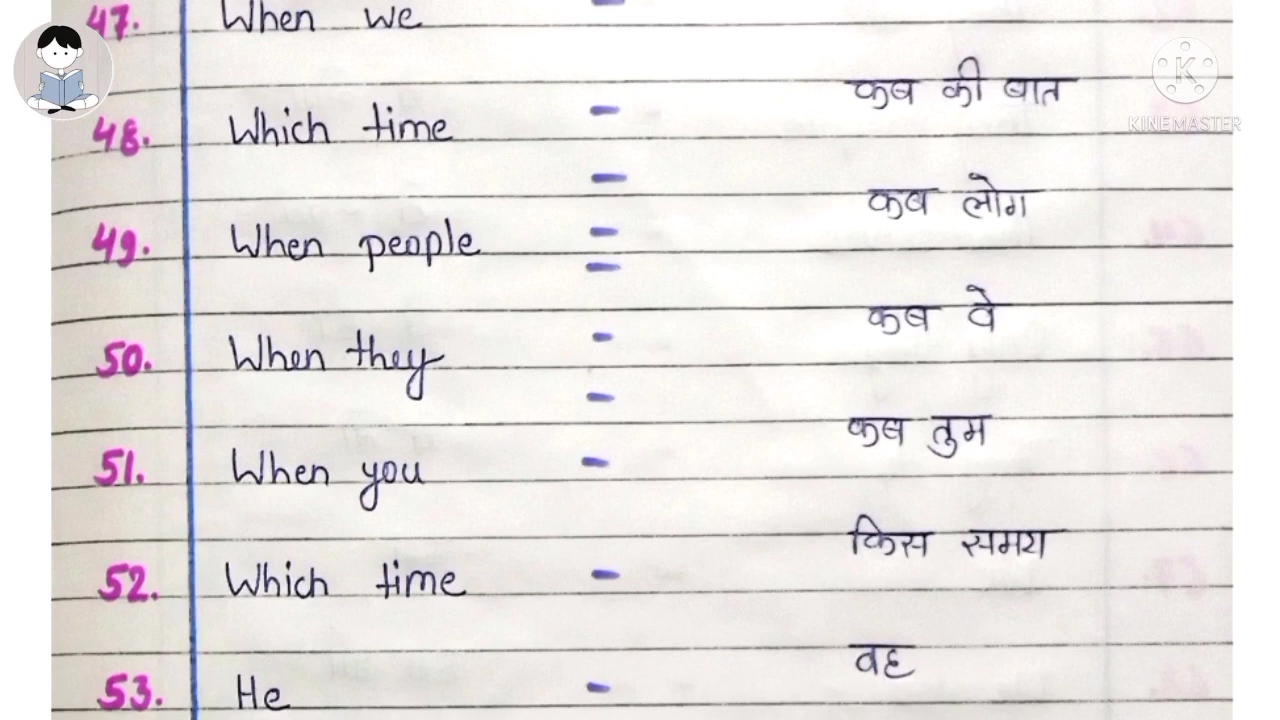 47. When we -
48. Which time - कब की बात
KINEMASTER
49. When people - कब लोग
50. When they - कब वे
51. When you - कब तुम
52. Which time - किस समय
53. He - वह